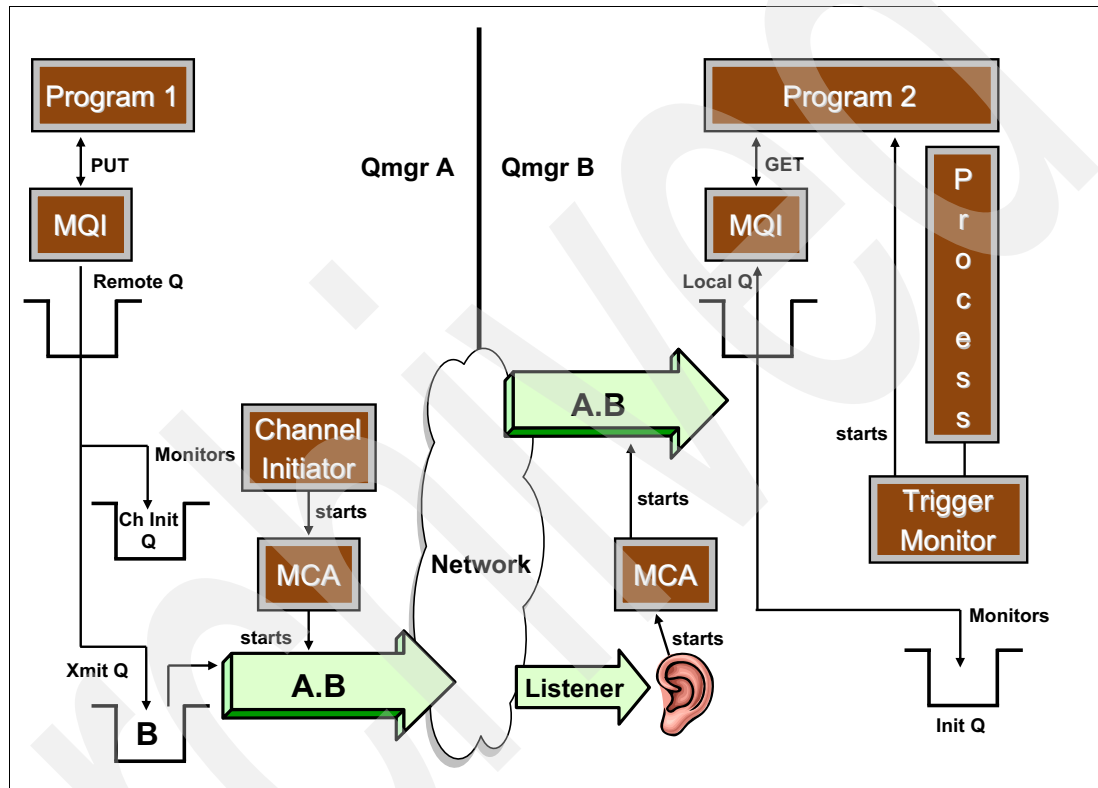 Program 1
PUT
MQI
Remote Q
Monitors
Ch Init
Q
Channel
Initiator
starts
MCA
starts
Xmit Q
B
A.B
Qmgr A
Qmgr B
Network
A.B
starts
MCA
starts
Listener
Program 2
GET
MQI
Local Q
starts
Process
Trigger
Monitor
Monitors
Init Q